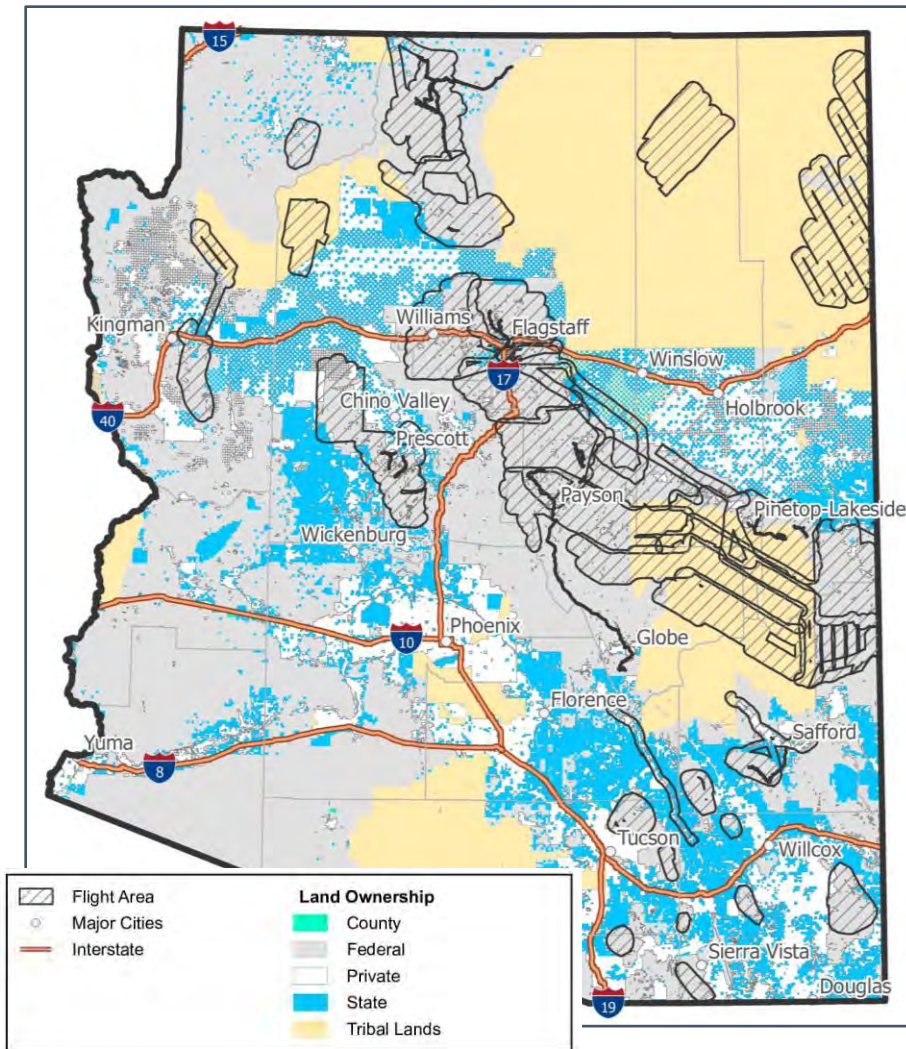 15
Kingman
Williams
Flagstaff
Winslow
17
Holbrook
40
Chino Valley
Prescott
Payson
Pinetop-Lakeside
Wickenburg
10
Phoenix
Globe
Florence
Safford
Yuma
8
Tucson
Willcox
Sierra Vista
Douglas
19
Flight Area
Major Cities
Interstate
Land Ownership
County
Federal
Private
State
Tribal Lands